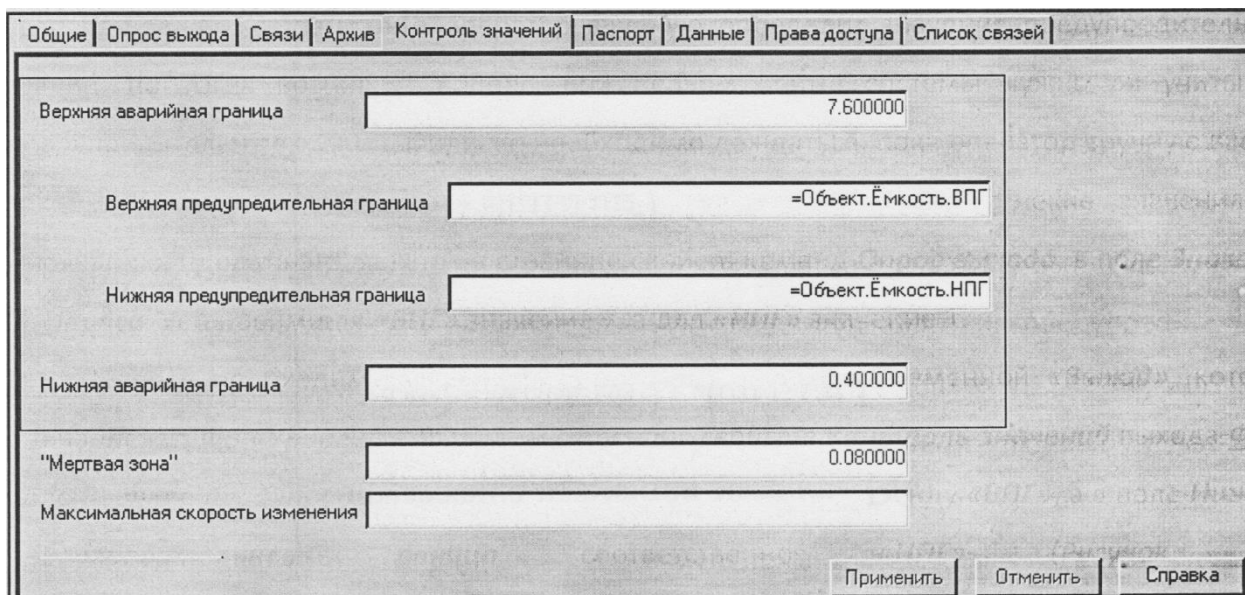 Общие Опрос выхода Связи Архив Контроль значений Паспорт Данные Права доступа Список связей
Верхняя аварийная граница 7.600000
Верхняя предупредительная граница =Объект.Ёмкость.ВПГ
Нижняя предупредительная граница =Объект.Ёмкость.НПГ
Нижняя аварийная граница 0.400000
"Мертвая зона" 0.080000
Максимальная скорость изменения
Применить Отменить Справка